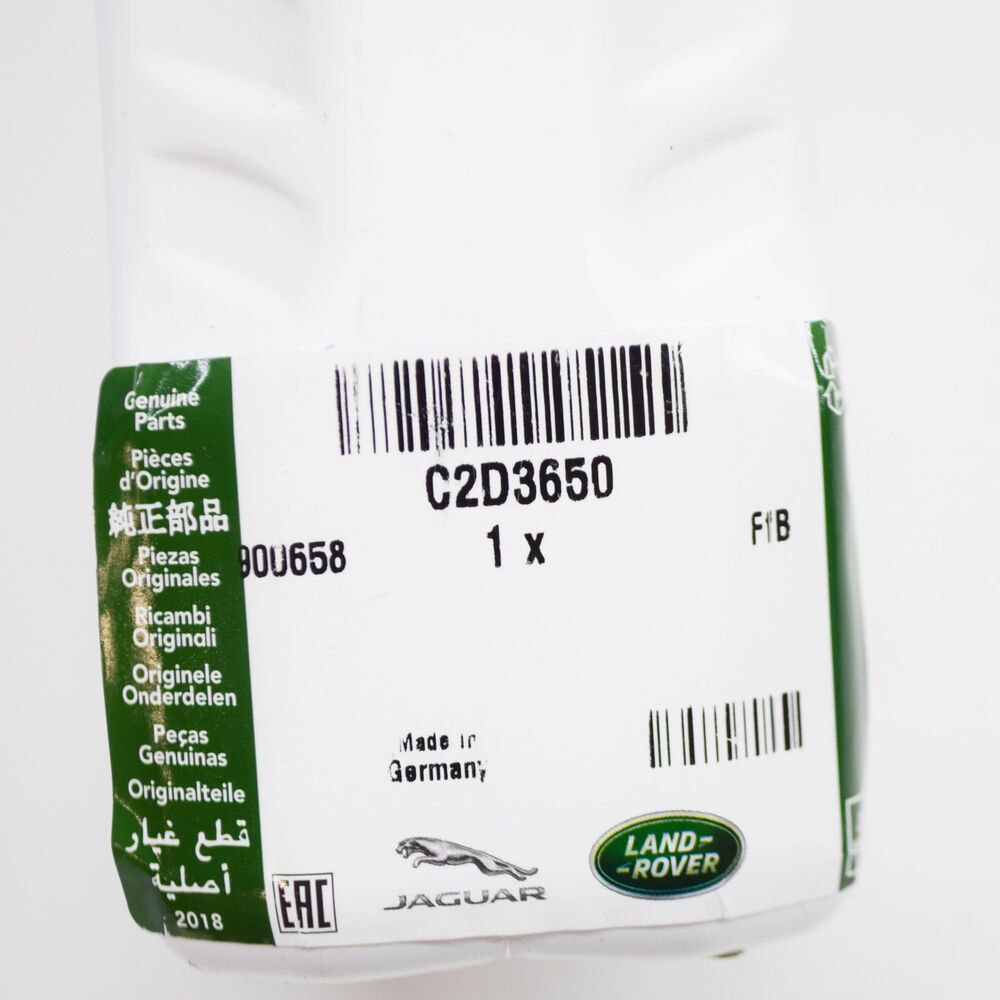 Genuine
Parts
Pièces
d'Origine
純正部品
Piezas
Originales
Ricambi
Originali
Originele
Onderdelen
Peças
Genuinas
Originalteile
قطع غيار
أصلية
2018
C2D3650
1 x
900658
F1B
Made in
Germany
EAC
JAGUAR
LAND-
-ROVER